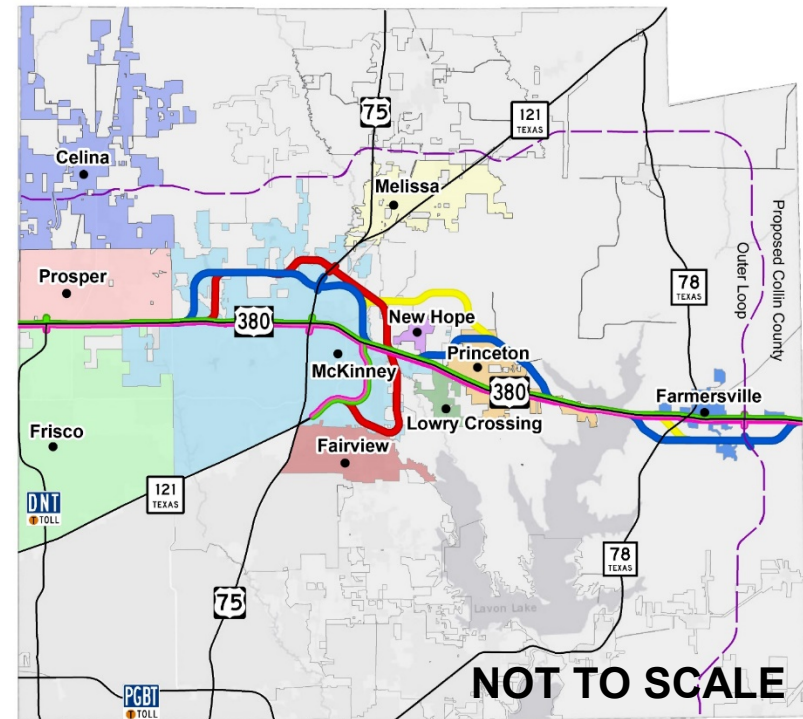 75
121
TEXAS
Celina
Melissa
Proposed Collin County
Outer Loop
Prosper
78
TEXAS
380
New Hope
McKinney
Princeton
380
Farmersville
Lowry Crossing
Frisco
Fairview
121
TEXAS
DNT
TOLL
78
TEXAS
75
Lavon Lake
PGBT
TOLL
NOT TO SCALE